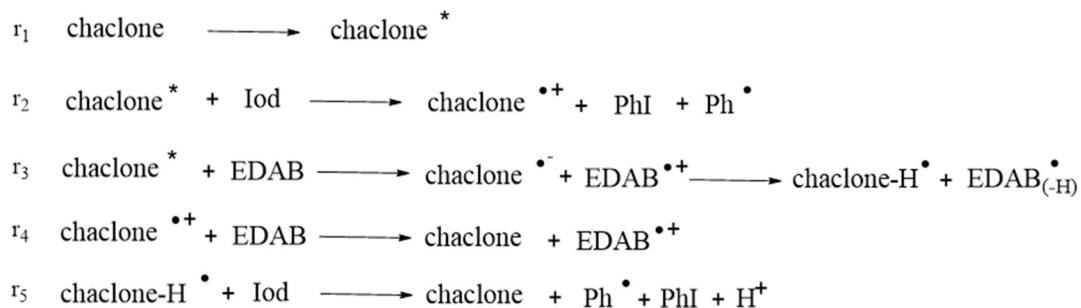 r₁ chaclone ⟶ chaclone *
r₂ chaclone * + Iod ⟶ chaclone •+ + PhI + Ph •
r₃ chaclone * + EDAB ⟶ chaclone •- + EDAB •+ ⟶ chaclone-H • + EDAB(-H) •
r₄ chaclone •+ + EDAB ⟶ chaclone + EDAB •+
r₅ chaclone-H • + Iod ⟶ chaclone + Ph • + PhI + H+